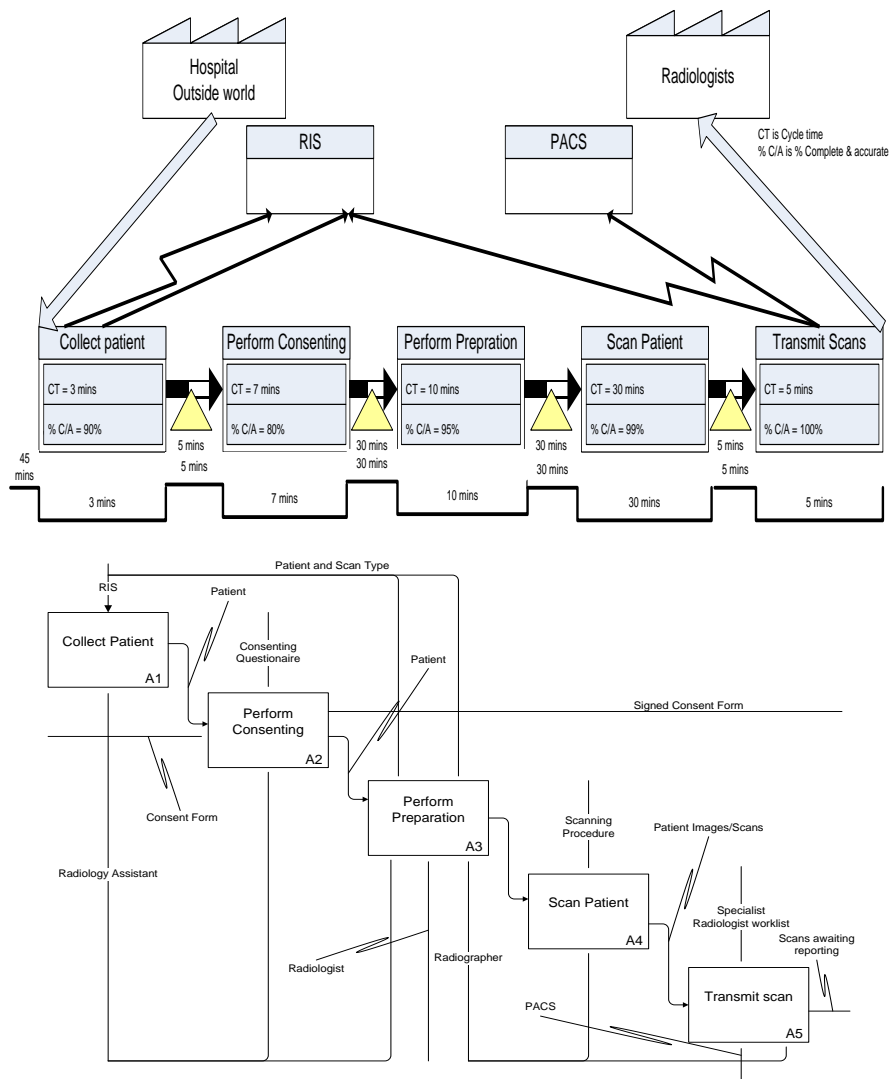 Hospital
Outside world
Radiologists
CT is Cycle time
% C/A is % Complete & accurate
RIS
PACS
Collect patient
Perform Consenting
Perform Prepration
Scan Patient
Transmit Scans
CT = 3 mins
CT = 7 mins
CT = 10 mins
CT = 30 mins
CT = 5 mins
% C/A = 90%
% C/A = 80%
% C/A = 95%
% C/A = 99%
% C/A = 100%
45
mins
5 mins
5 mins
30 mins
30 mins
30 mins
30 mins
5 mins
5 mins
3 mins
7 mins
10 mins
30 mins
5 mins
Patient and Scan Type
RIS
Patient
Collect Patient
A1
Consenting
Questionaire
Patient
Perform
Consenting
A2
Signed Consent Form
Consent Form
Perform
Preparation
A3
Scanning
Procedure
Patient Images/Scans
Radiology Assistant
Scan Patient
A4
Specialist
Radiologist worklist
Scans awaiting
reporting
Radiologist
Radiographer
Transmit scan
A5
PACS